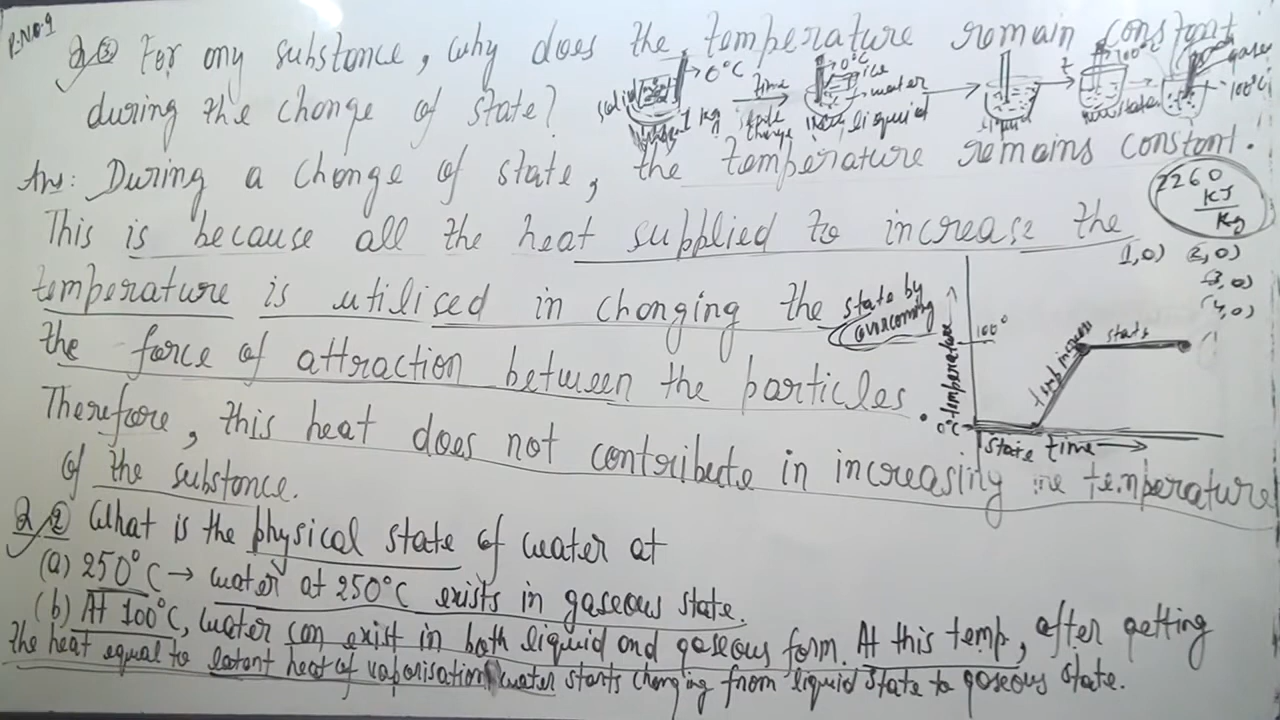 P.N.O.9
Q③ For any substance, why does the temperature remain constant
during the change of state?
solid
0°C
1 kg
time
state change
0°C
ice
water
liquid
t
100°C
gases
100°C
Ans: During a change of state, the temperature remains constant.
This is because all the heat supplied to increase the
temperature is utilised in changing the state by
overcoming
the force of attraction between the particles.
Therefore, this heat does not contribute in increasing the temperature
of the substance.
2260
KJ
Kg
1,0) 2,0)
3,0)
(4,0)
temperature
100°
0°C
temp increases
state
state time
Q② What is the physical state of water at
(a) 250°C → water at 250°C exists in gaseous state.
(b) At 100°C, water can exist in both liquid and gaseous form. At this temp, after getting
the heat equal to latent heat of vaporisation water starts changing from liquid state to gaseous state.